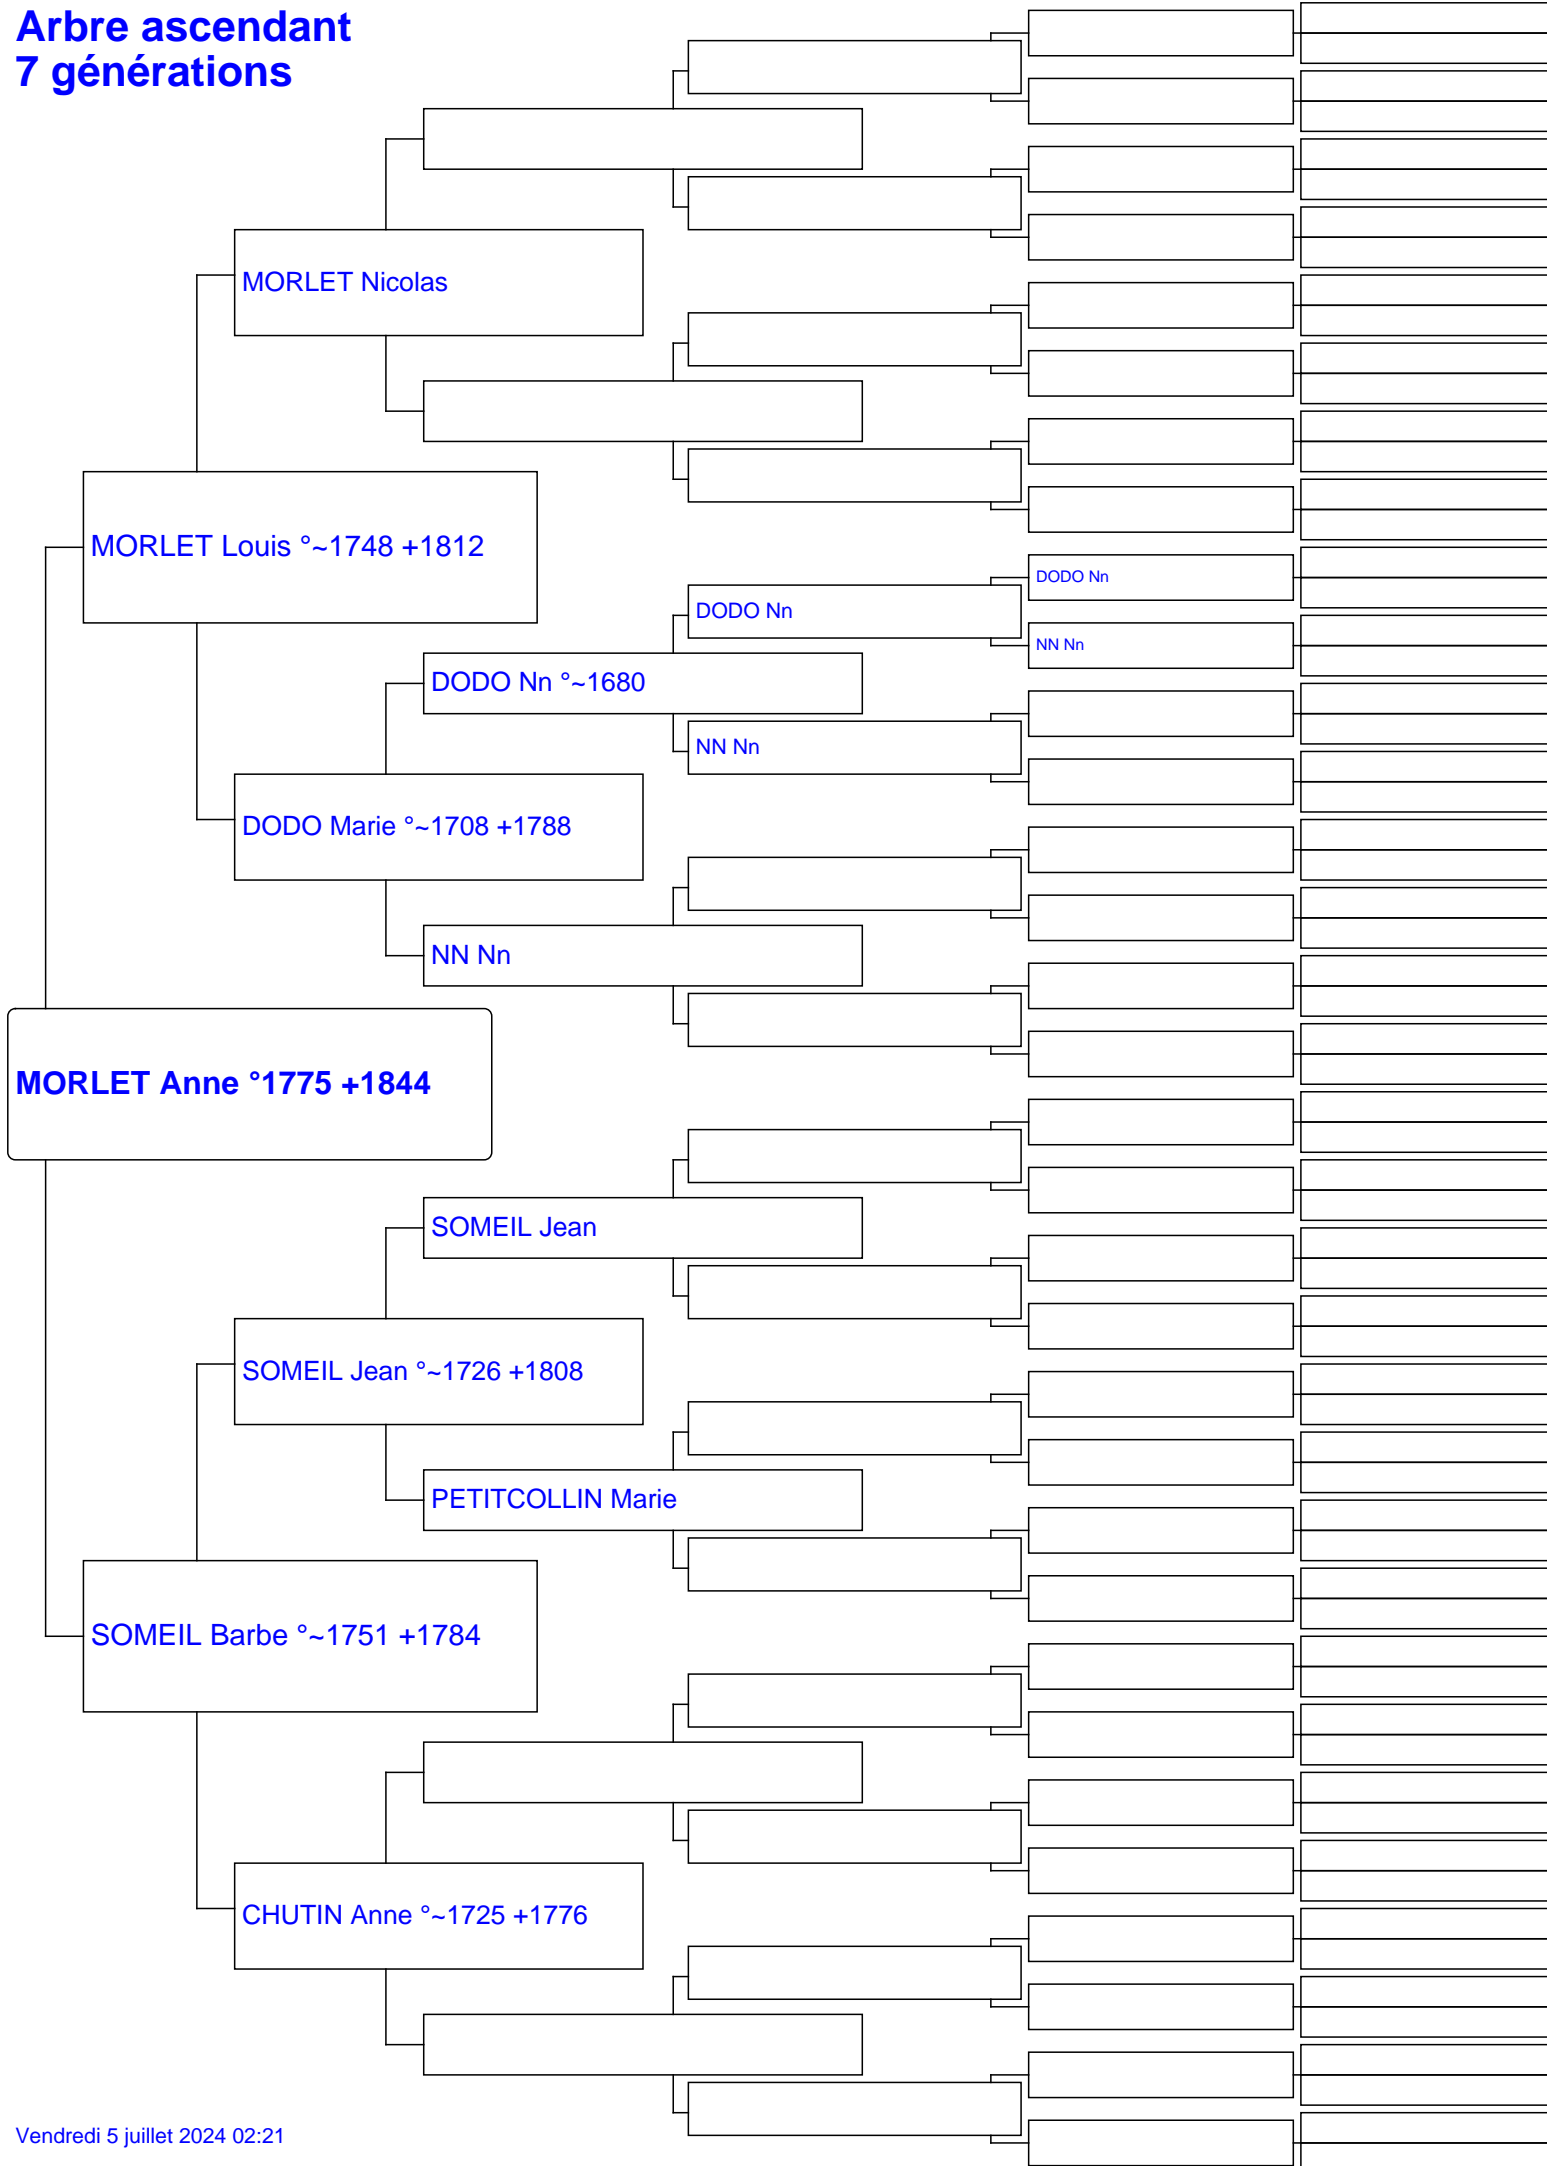 Arbre ascendant
7 générations
MORLET Nicolas
MORLET Louis °~1748 +1812
DODO Nn
DODO Nn
NN Nn
DODO Nn °~1680
NN Nn
DODO Marie °~1708 +1788
NN Nn
MORLET Anne °1775 +1844
SOMEIL Jean
SOMEIL Jean °~1726 +1808
PETITCOLLIN Marie
SOMEIL Barbe °~1751 +1784
CHUTIN Anne °~1725 +1776
Vendredi 5 juillet 2024 02:21